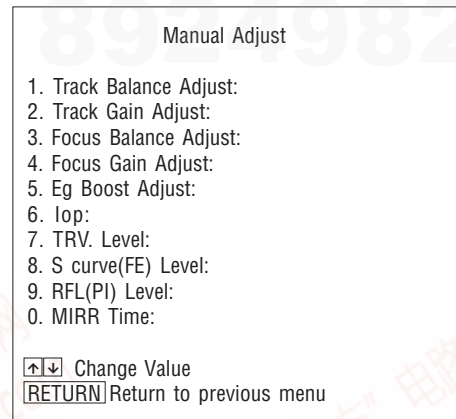 8924982
Manual Adjust
1. Track Balance Adjust:
2. Track Gain Adjust:
3. Focus Balance Adjust:
4. Focus Gain Adjust:
5. Eg Boost Adjust:
6. Iop:
7. TRV. Level:
8. S curve(FE) Level:
9. RFL(PI) Level:
0. MIRR Time:
↑↓ Change Value
RETURN Return to previous menu